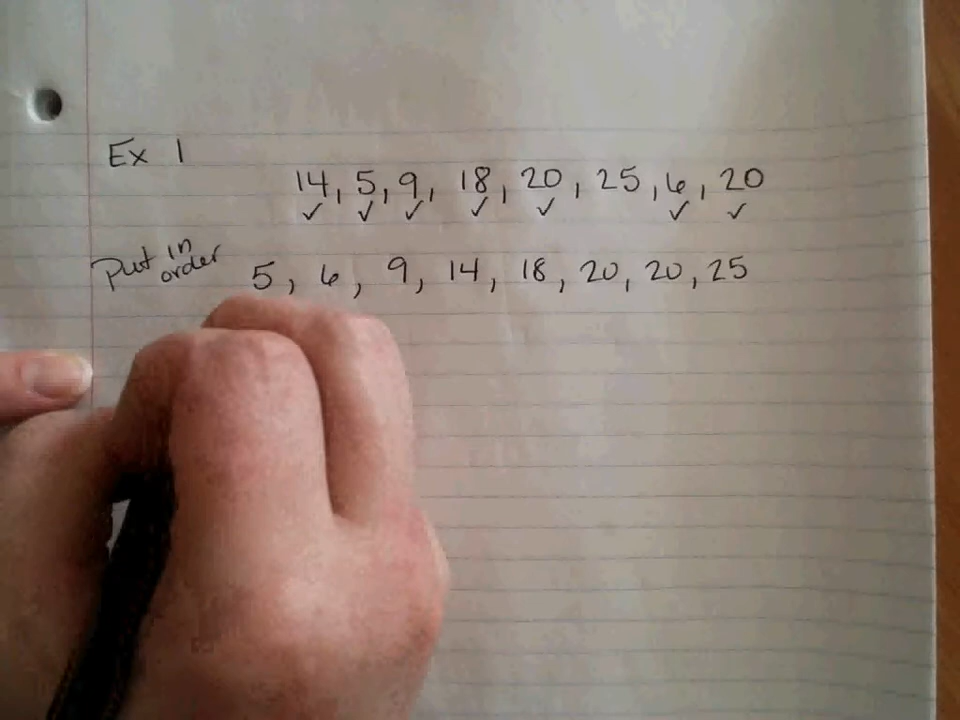 Ex 1
14, 5, 9, 18, 20, 25, 6, 20
✓ ✓ ✓ ✓ ✓ ✓ ✓
Put in order 5, 6, 9, 14, 18, 20, 20, 25